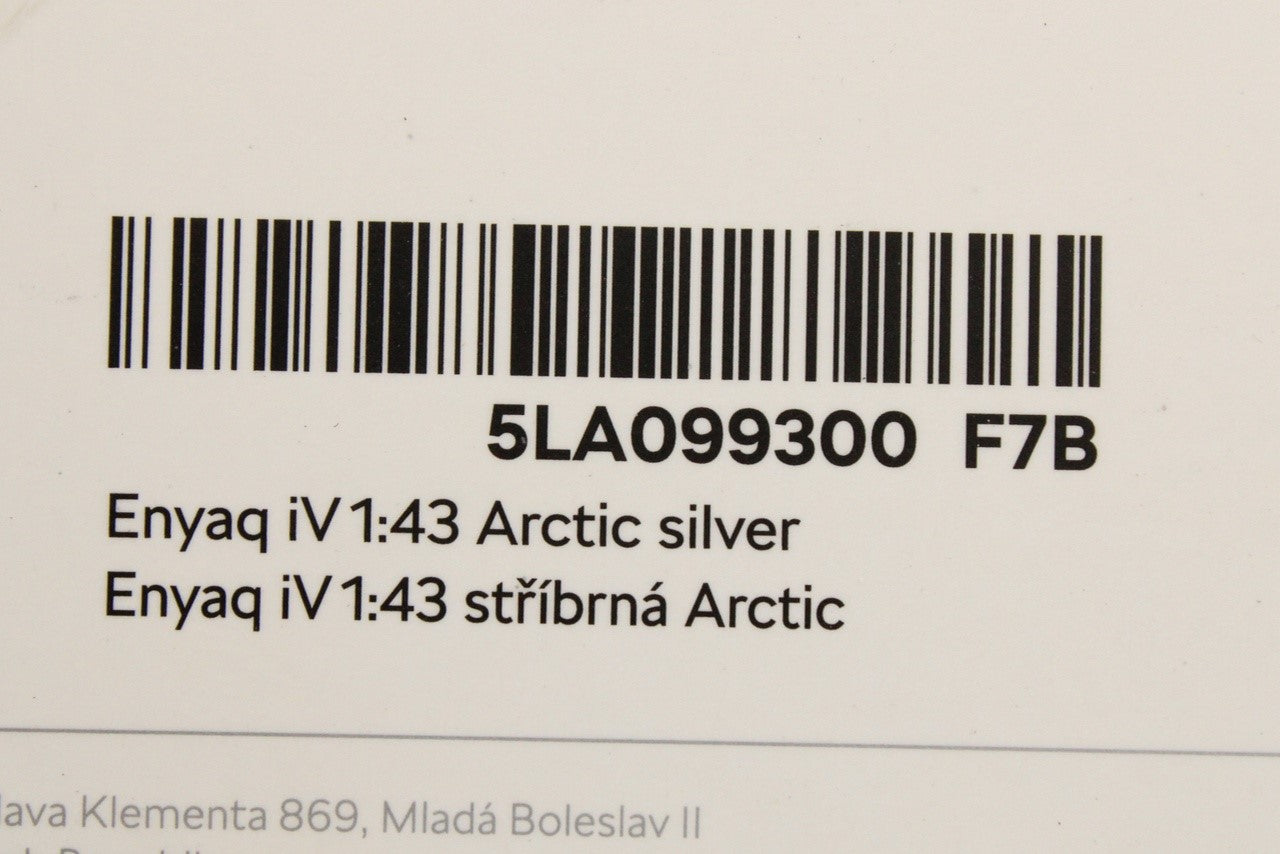 5LA099300 F7B
Enyaq iV 1:43 Arctic silver
Enyaq iV 1:43 stříbrná Arctic
Klementa 869, Mladá Boleslav II